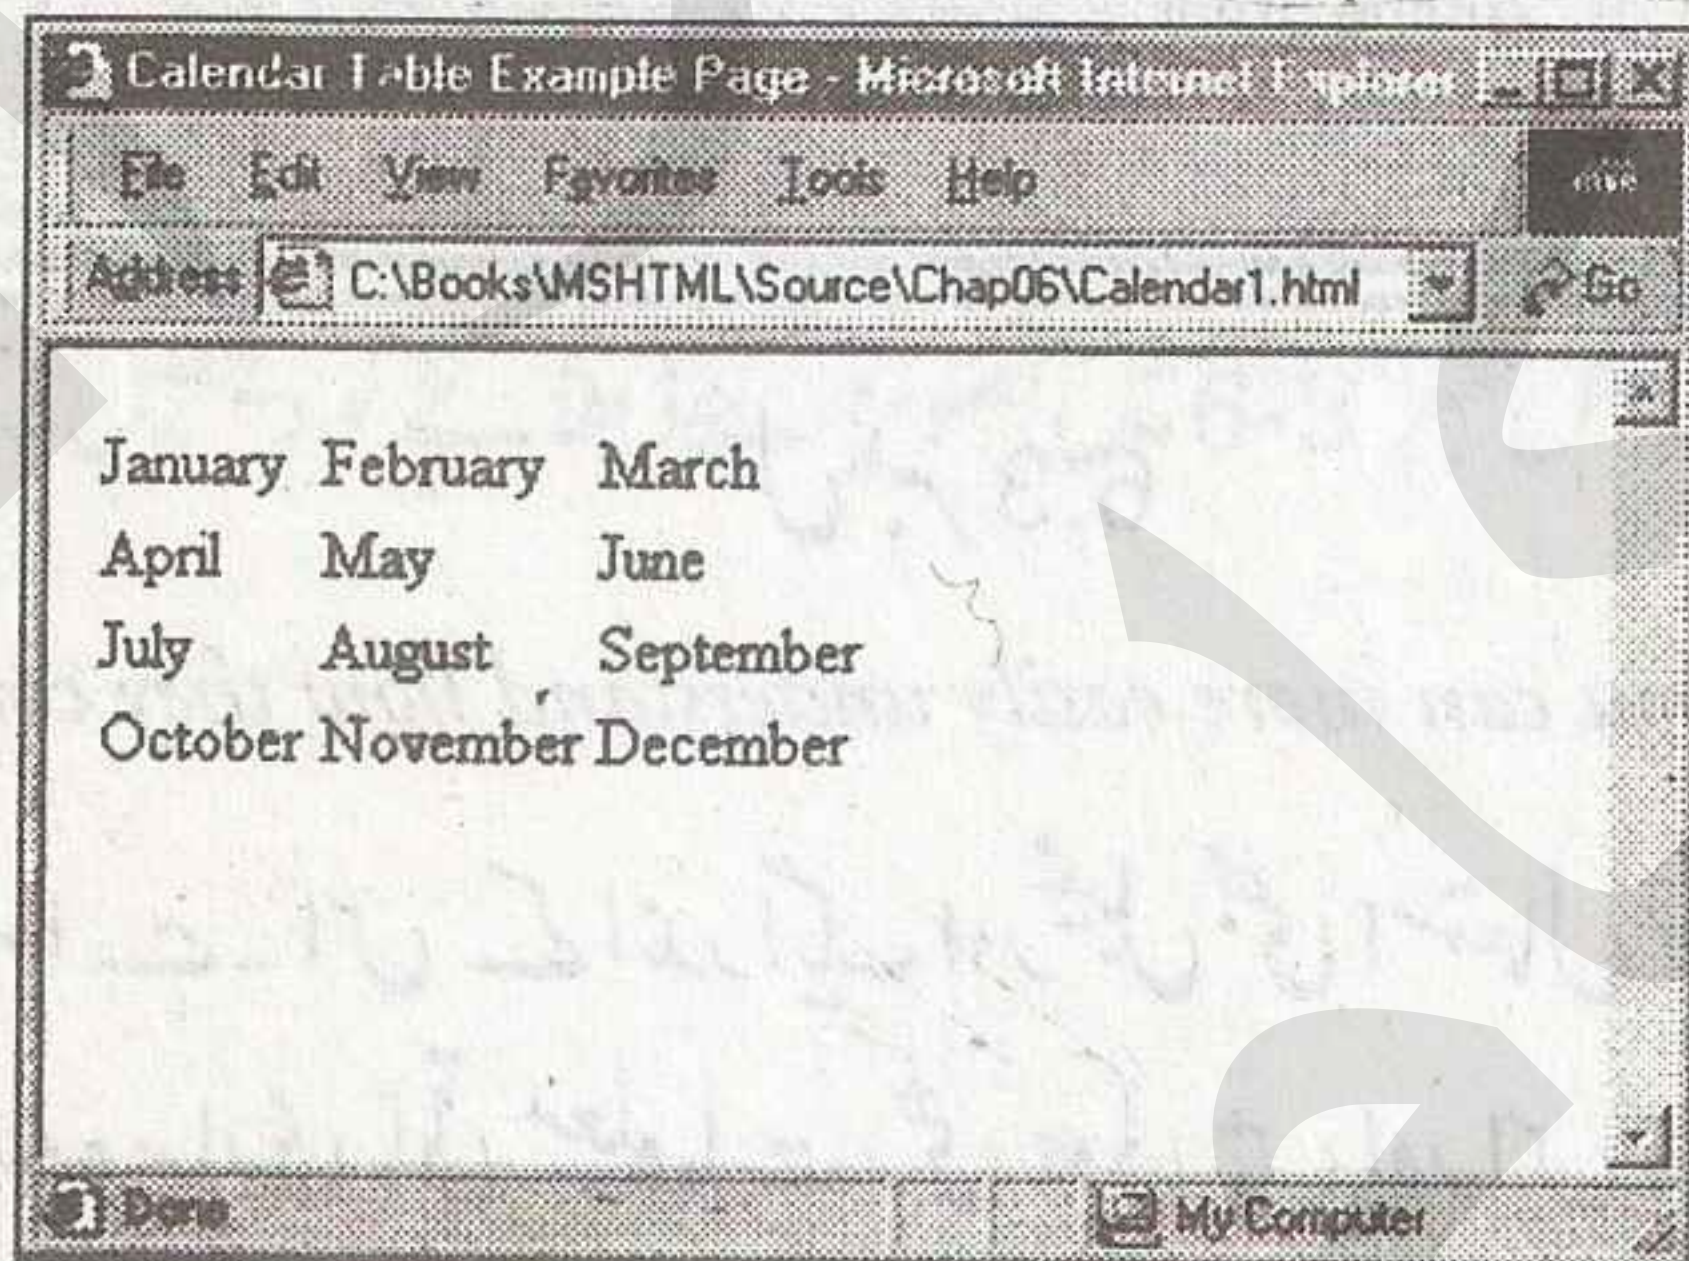 Calendar Table Example Page - Microsoft Internet Explorer
File Edit View Favorites Tools Help
Address C:\Books\MSHTML\Source\Chap06\Calendar1.html Go
January February March
April May June
July August September
October November December
Done My Computer